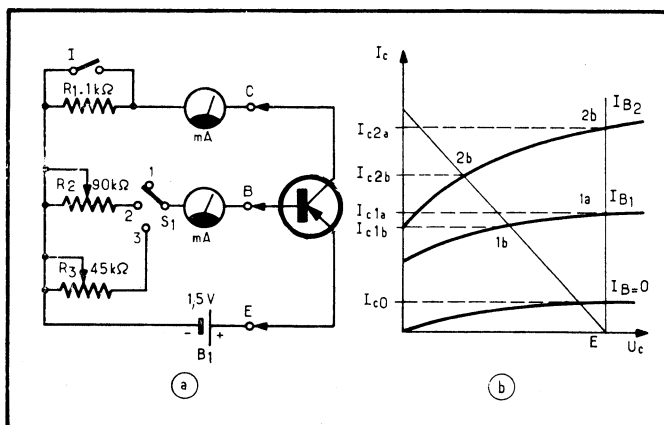 I
R1.1kΩ
mA
C
R2
90kΩ
1
2
S1
3
mA
B
R3
45kΩ
1,5V
- +
B1
E
a
Ic
Ic2a
Ic2b
Ic1a
Ic1b
Ic0
2b
IB2
2b
1a
IB1
1b
IB=0
E
Uc
b